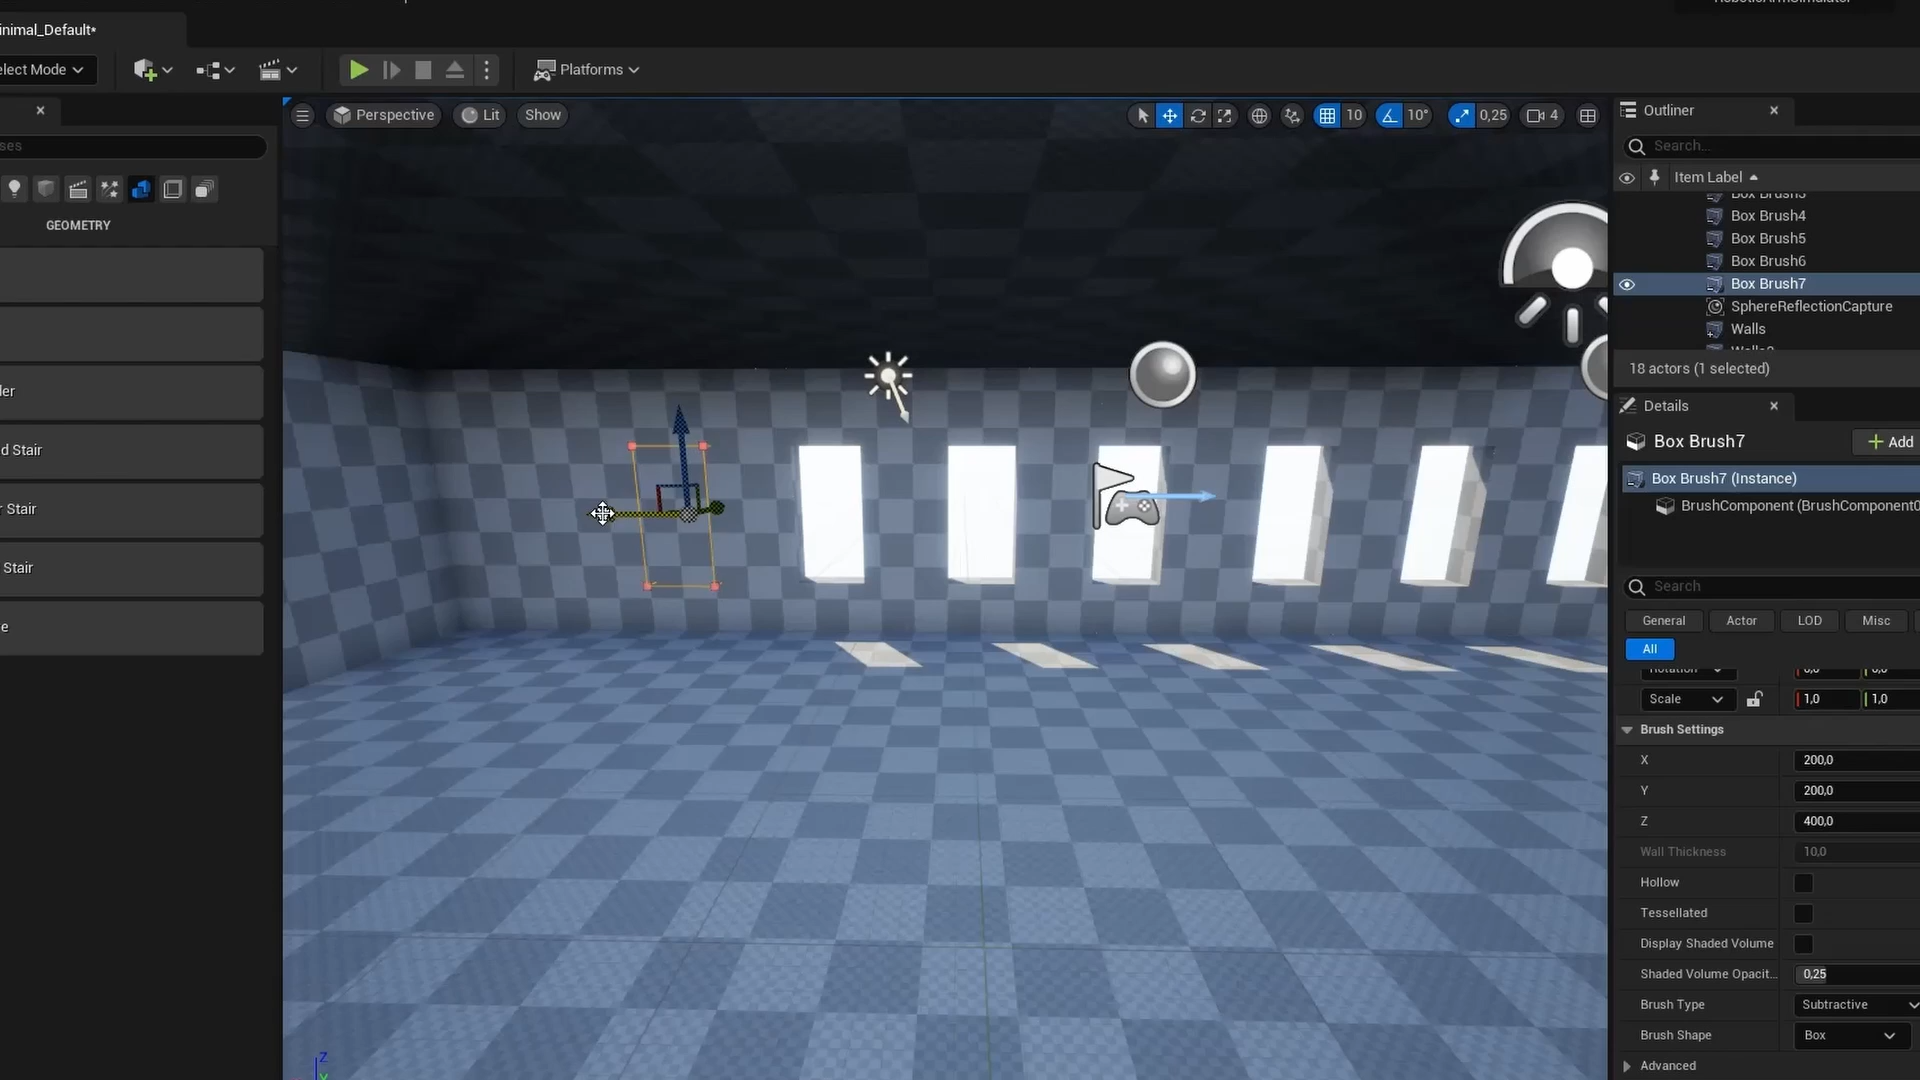 inimal_Default*
elect Mode
Platforms
ses
GEOMETRY
der
d Stair
r Stair
Stair
e
Perspective
Lit
Show
10
10°
0,25
4
Z
Y
Outliner
Search...
Item Label
Box Brush4
Box Brush5
Box Brush6
Box Brush7
SphereReflectionCapture
Walls
18 actors (1 selected)
Details
Box Brush7
Add
Box Brush7 (Instance)
BrushComponent (BrushComponent0
Search
General Actor LOD Misc
All
Scale 1,0 1,0
Brush Settings
X 200,0
Y 200,0
Z 400,0
Wall Thickness 10,0
Hollow
Tessellated
Display Shaded Volume
Shaded Volume Opacit... 0,25
Brush Type Subtractive
Brush Shape Box
Advanced